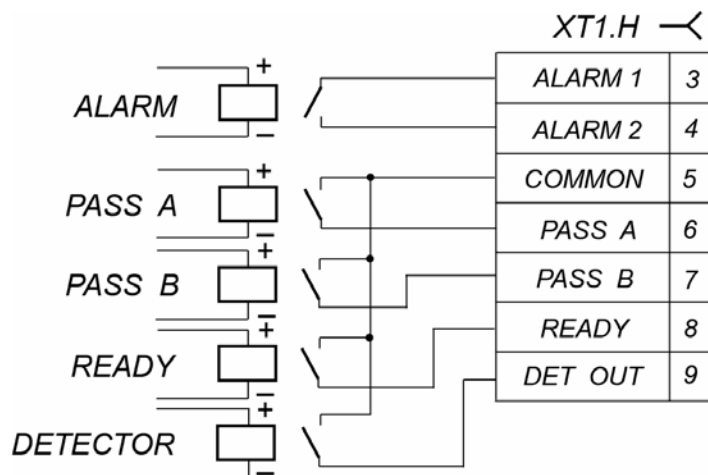 XT1.H
ALARM 1 3
ALARM 2 4
COMMON 5
PASS A 6
PASS B 7
READY 8
DET OUT 9
+
ALARM
−
+
PASS A
−
+
PASS B
−
+
READY
−
+
DETECTOR
−